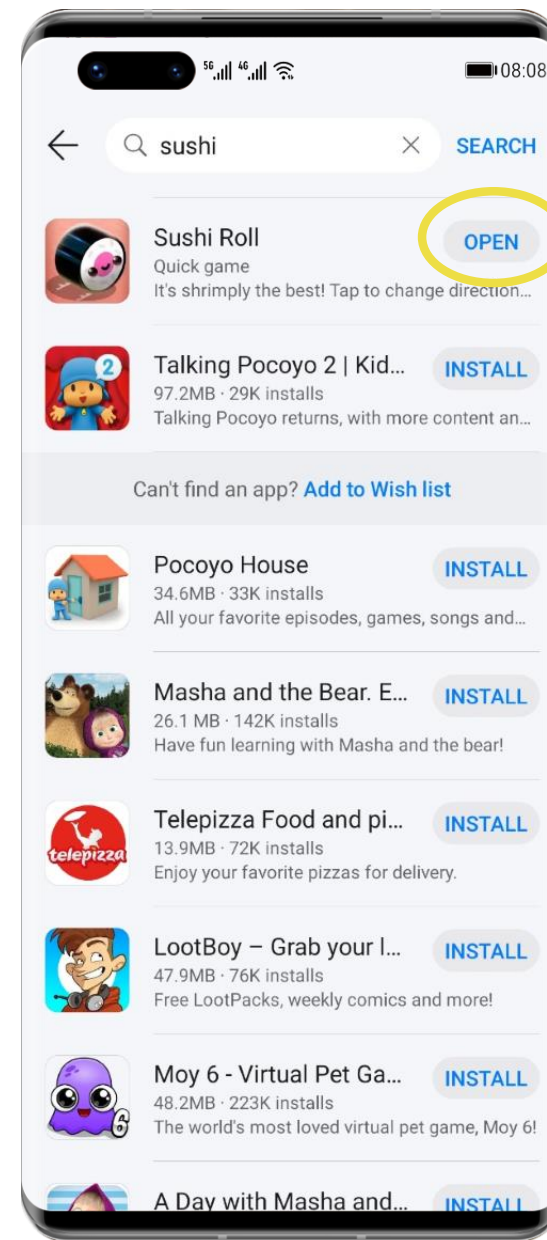 5G 4G 08:08
sushi SEARCH
Sushi Roll
Quick game
OPEN
It's shrimply the best! Tap to change direction...
2
Talking Pocoyo 2 | Kid...
97.2MB · 29K installs
INSTALL
Talking Pocoyo returns, with more content an...
Can't find an app? Add to Wish list
Pocoyo House
34.6MB · 33K installs
INSTALL
All your favorite episodes, games, songs and...
Masha and the Bear. E...
26.1 MB · 142K installs
INSTALL
Have fun learning with Masha and the bear!
telepizza
Telepizza Food and pi...
13.9MB · 72K installs
INSTALL
Enjoy your favorite pizzas for delivery.
LootBoy – Grab your l...
47.9MB · 76K installs
INSTALL
Free LootPacks, weekly comics and more!
6
Moy 6 - Virtual Pet Ga...
48.2MB · 223K installs
INSTALL
The world's most loved virtual pet game, Moy 6!
A Day with Masha and...
INSTALL